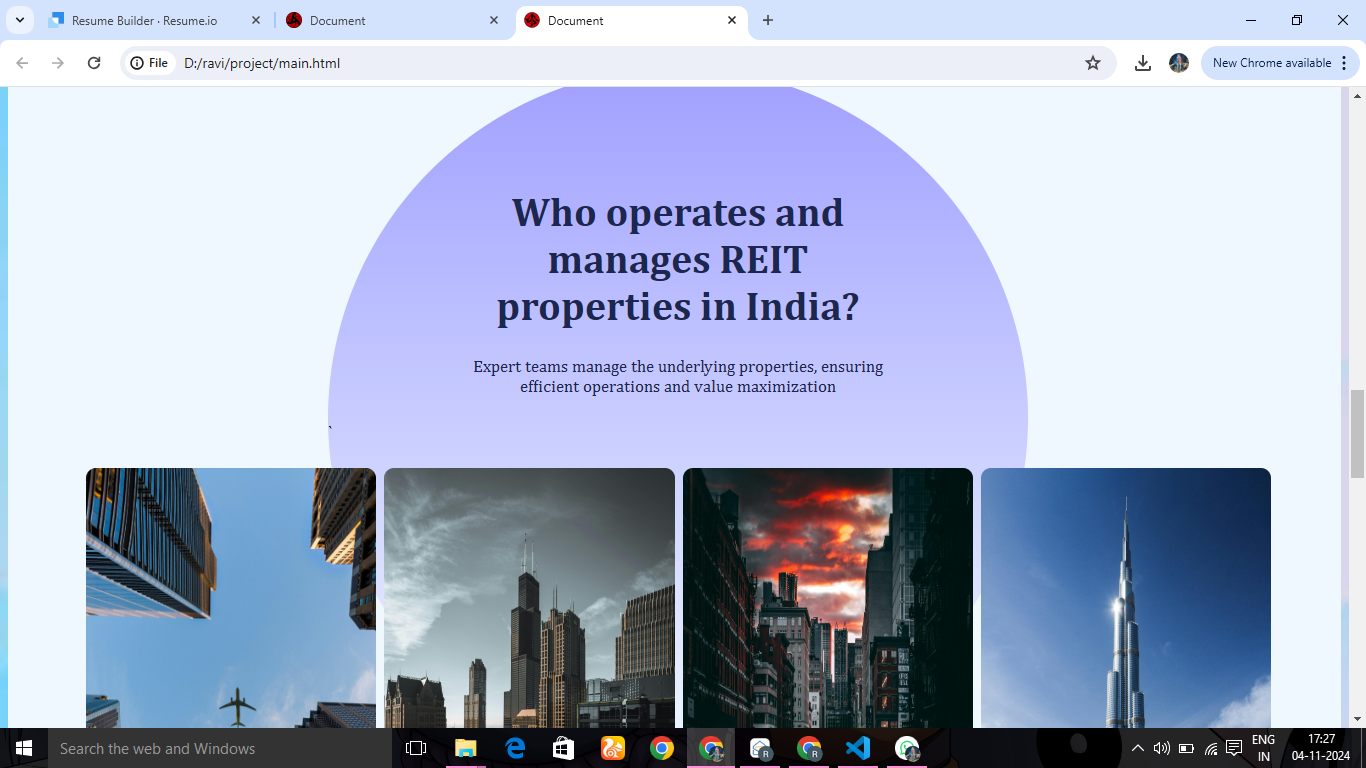 Resume Builder · Resume.io
Document
Document
File
D:/ravi/project/main.html
New Chrome available
Who operates and
manages REIT
properties in India?
Expert teams manage the underlying properties, ensuring
efficient operations and value maximization
`
Search the web and Windows
R
R
ENG
IN
17:27
04-11-2024